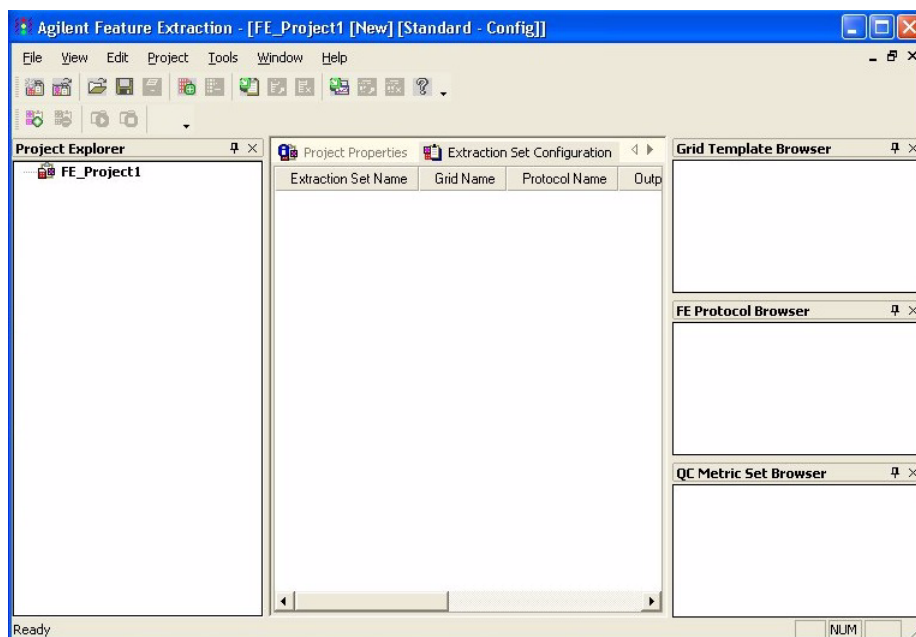 Agilent Feature Extraction - [FE_Project1 [New] [Standard - Config]]
File View Edit Project Tools Window Help
Project Explorer
FE_Project1
Project Properties Extraction Set Configuration
Extraction Set Name Grid Name Protocol Name Outp
Grid Template Browser
FE Protocol Browser
QC Metric Set Browser
Ready
NUM